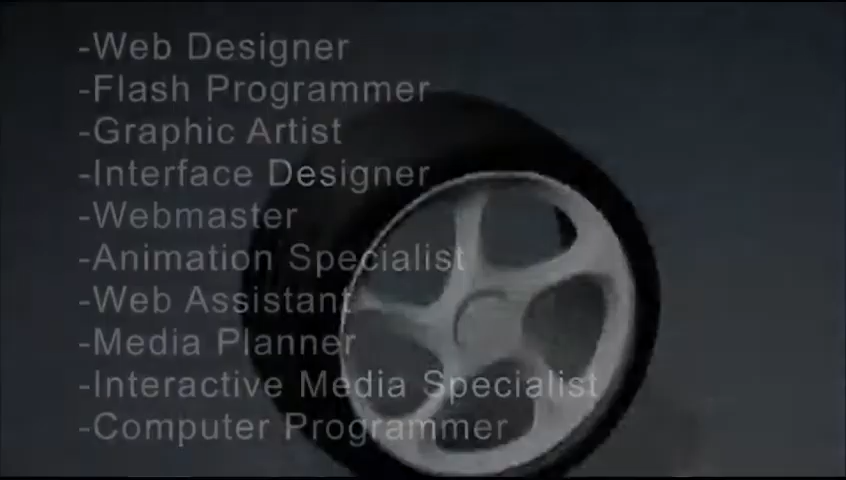 -Web Designer
-Flash Programmer
-Graphic Artist
-Interface Designer
-Webmaster
-Animation Specialist
-Web Assistant
-Media Planner
-Interactive Media Specialist
-Computer Programmer